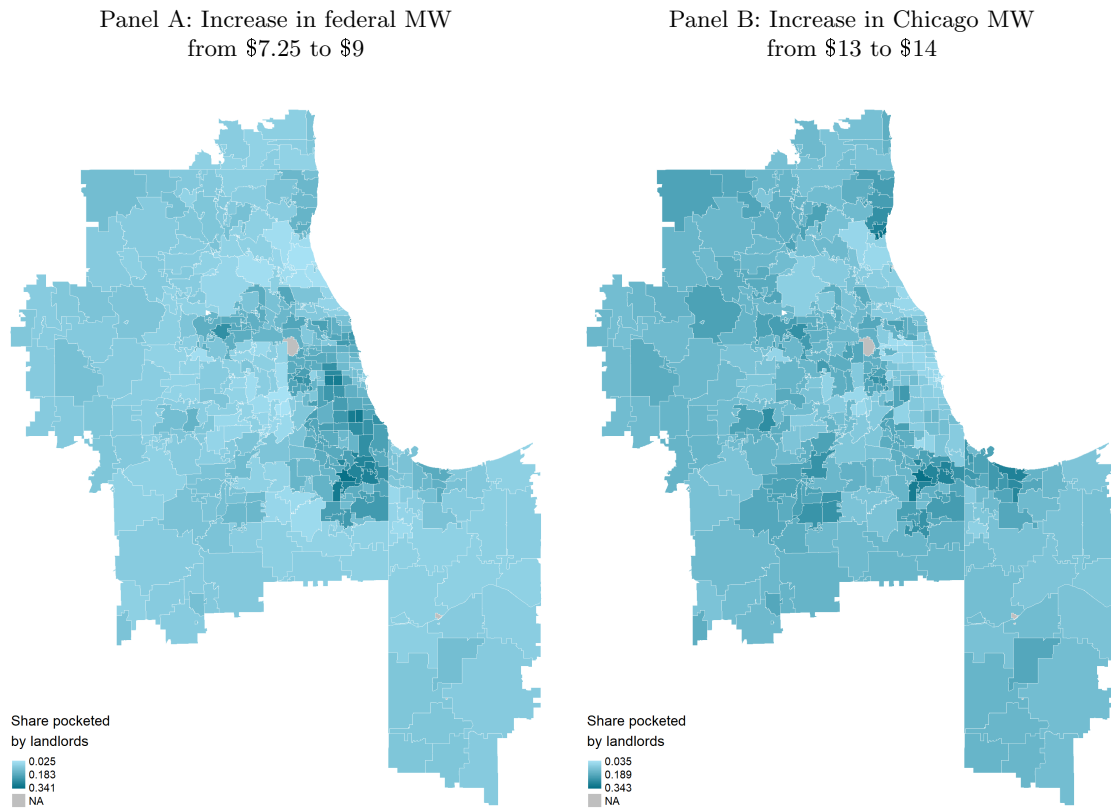 Panel A: Increase in federal MW
from $7.25 to $9
Panel B: Increase in Chicago MW
from $13 to $14
Share pocketed
by landlords
0.025
0.183
0.341
NA
Share pocketed
by landlords
0.035
0.189
0.343
NA